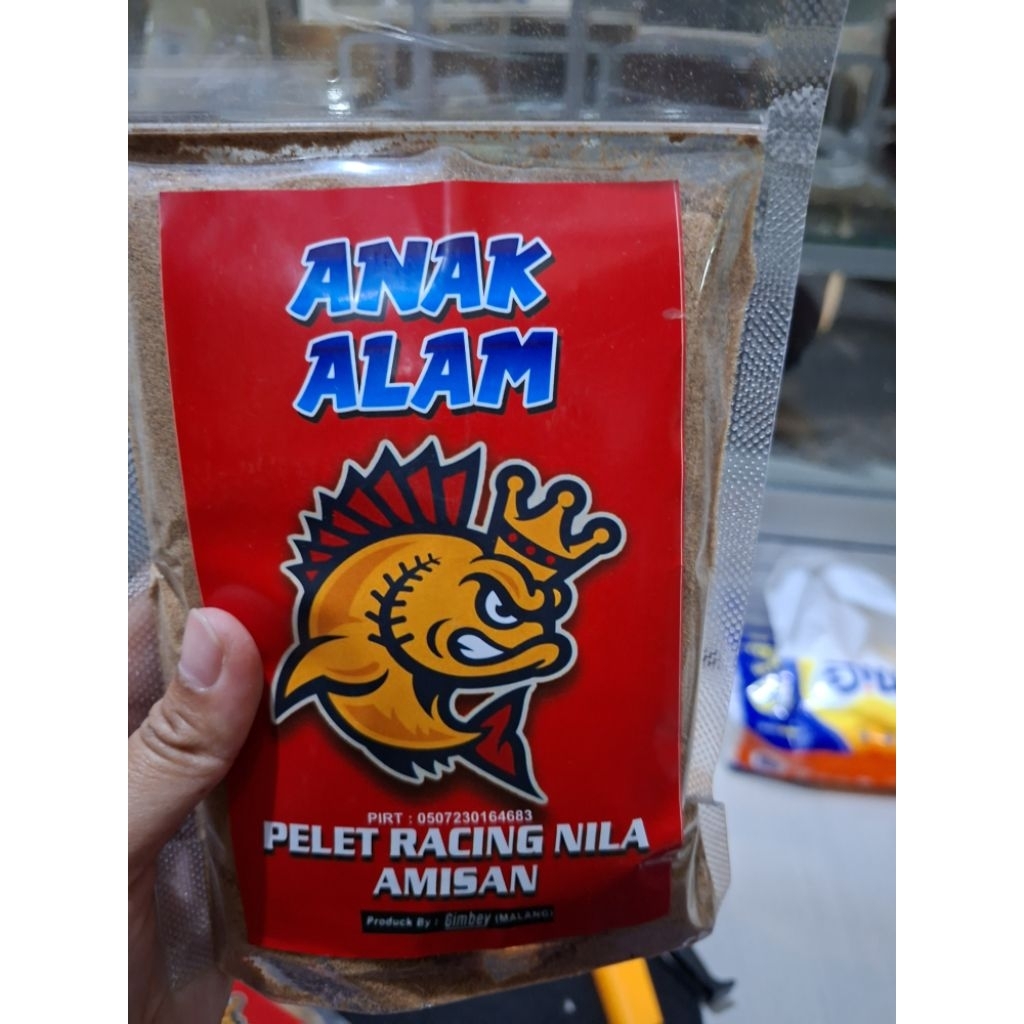 ANAK
ALAM
PIRT : 0507230164683
PELET RACING NILA
AMISAN
Produck By : Gimbey (MALANG)